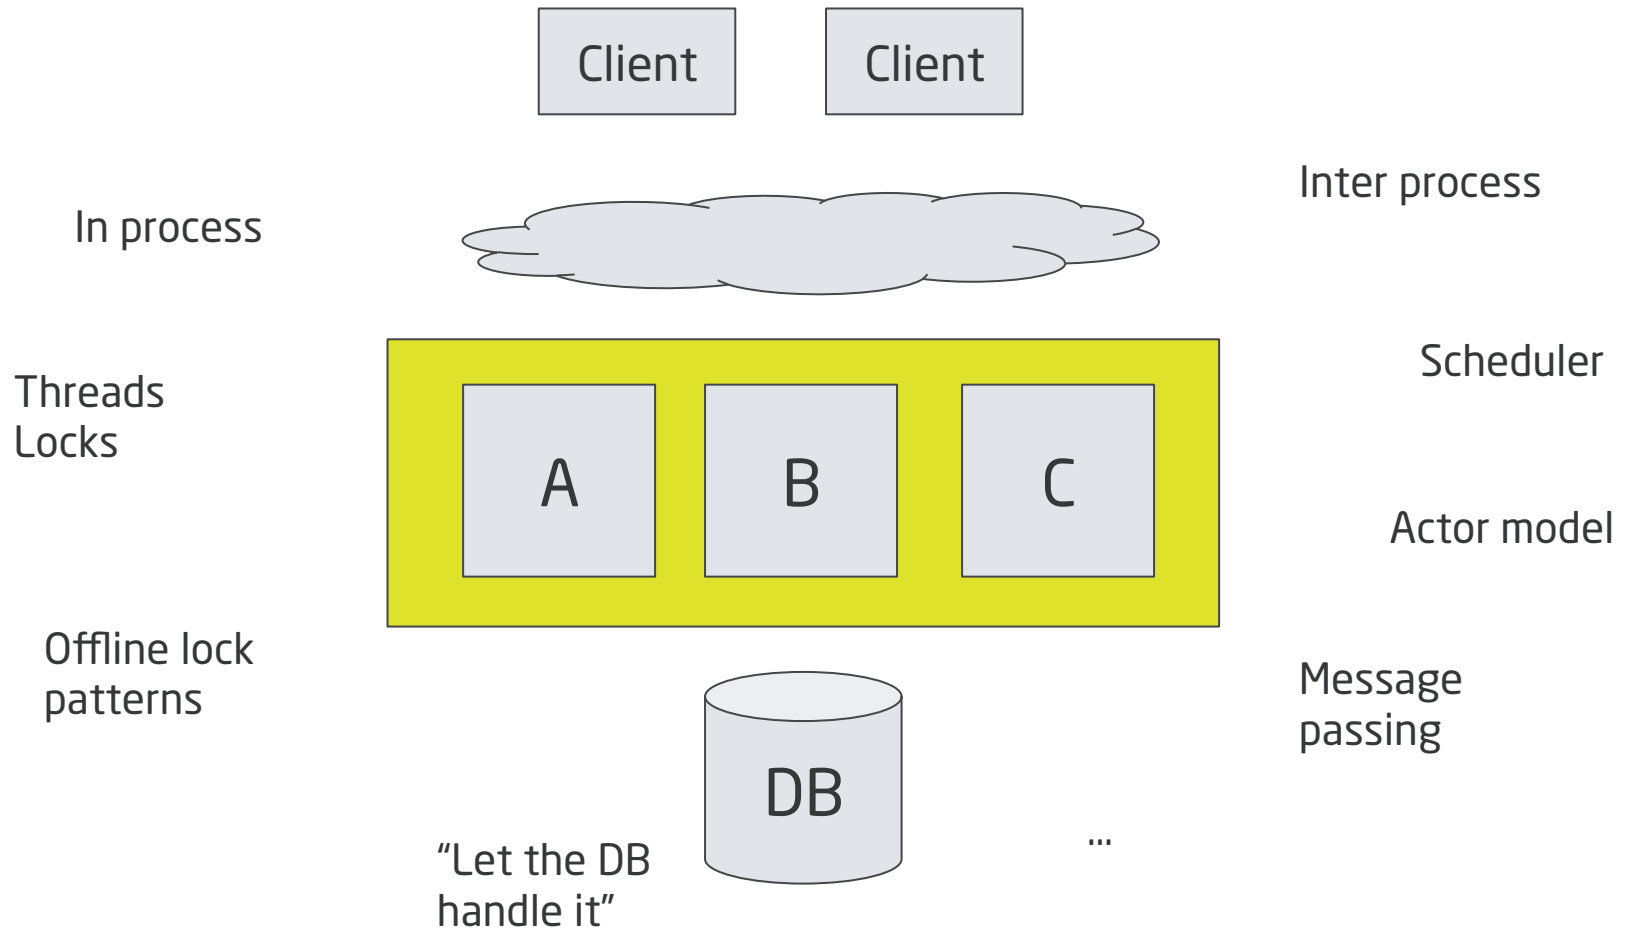 Client
Client
Inter process
In process
Scheduler
Threads
Locks
A
B
C
Actor model
Offline lock
patterns
Message
passing
DB
...
“Let the DB
handle it”